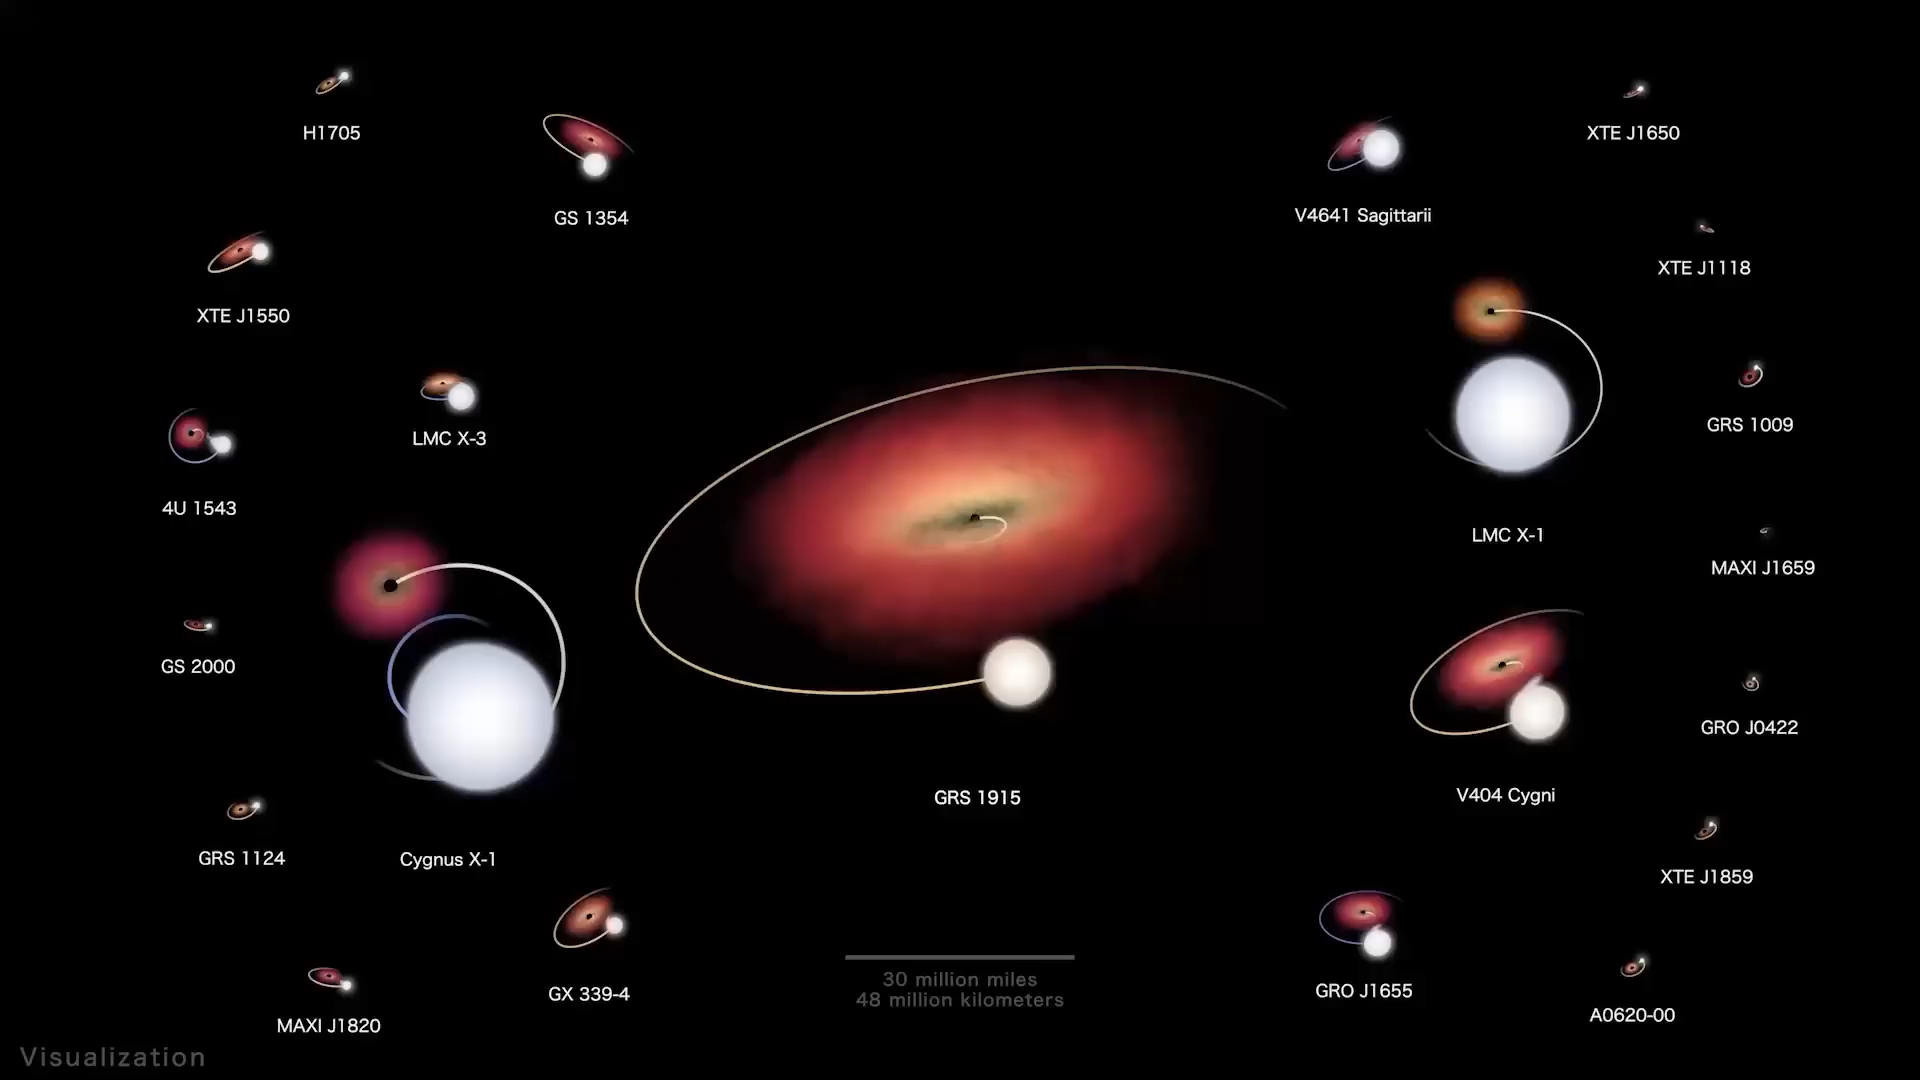 H1705
XTE J1650
GS 1354
V4641 Sagittarii
XTE J1118
XTE J1550
GRS 1009
LMC X-3
4U 1543
LMC X-1
MAXI J1659
GS 2000
GRO J0422
V404 Cygni
GRS 1915
GRS 1124
Cygnus X-1
XTE J1859
30 million miles
48 million kilometers
GX 339-4
GRO J1655
A0620-00
MAXI J1820
Visualization